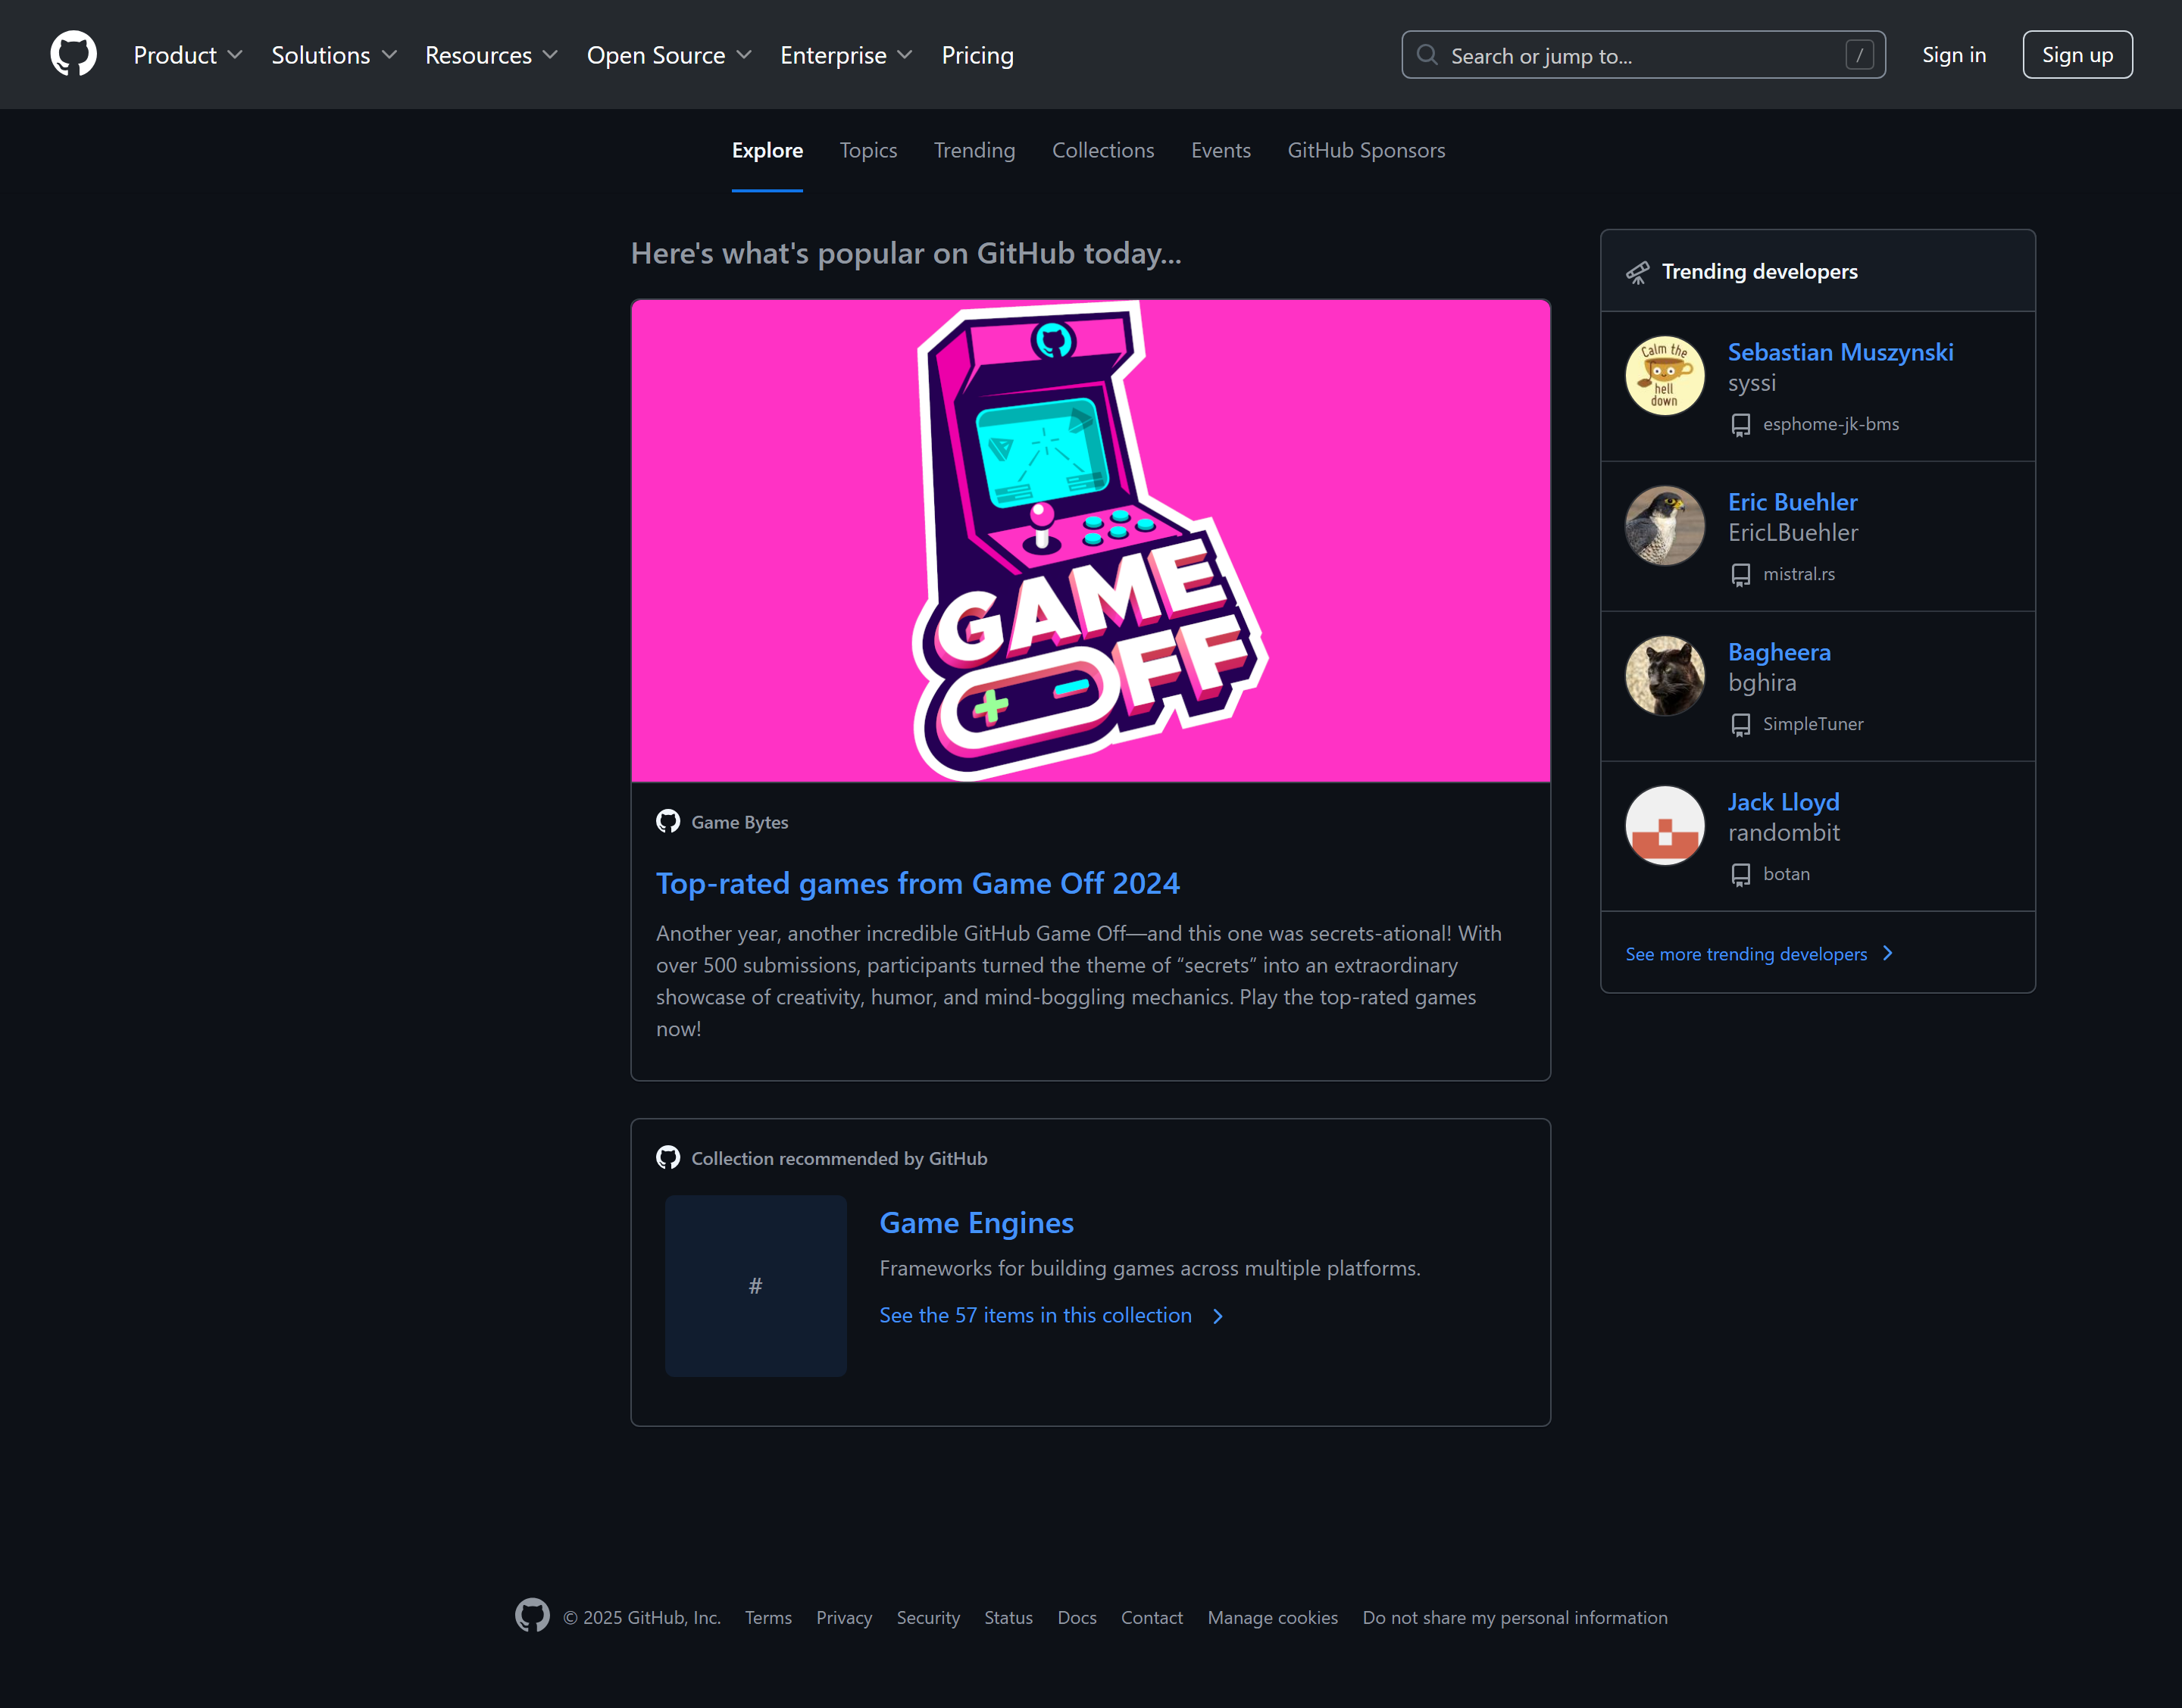 Product Solutions Resources Open Source Enterprise Pricing Search or jump to... / Sign in Sign up
Explore Topics Trending Collections Events GitHub Sponsors
Here's what's popular on GitHub today...
GAME
OFF
Game Bytes
Top-rated games from Game Off 2024
Another year, another incredible GitHub Game Off—and this one was secrets-ational! With
over 500 submissions, participants turned the theme of “secrets” into an extraordinary
showcase of creativity, humor, and mind-boggling mechanics. Play the top-rated games
now!
Collection recommended by GitHub
#
Game Engines
Frameworks for building games across multiple platforms.
See the 57 items in this collection
Trending developers
Calm the
hell
down
Sebastian Muszynski
syssi
esphome-jk-bms
Eric Buehler
EricLBuehler
mistral.rs
Bagheera
bghira
SimpleTuner
Jack Lloyd
randombit
botan
See more trending developers
© 2025 GitHub, Inc. Terms Privacy Security Status Docs Contact Manage cookies Do not share my personal information